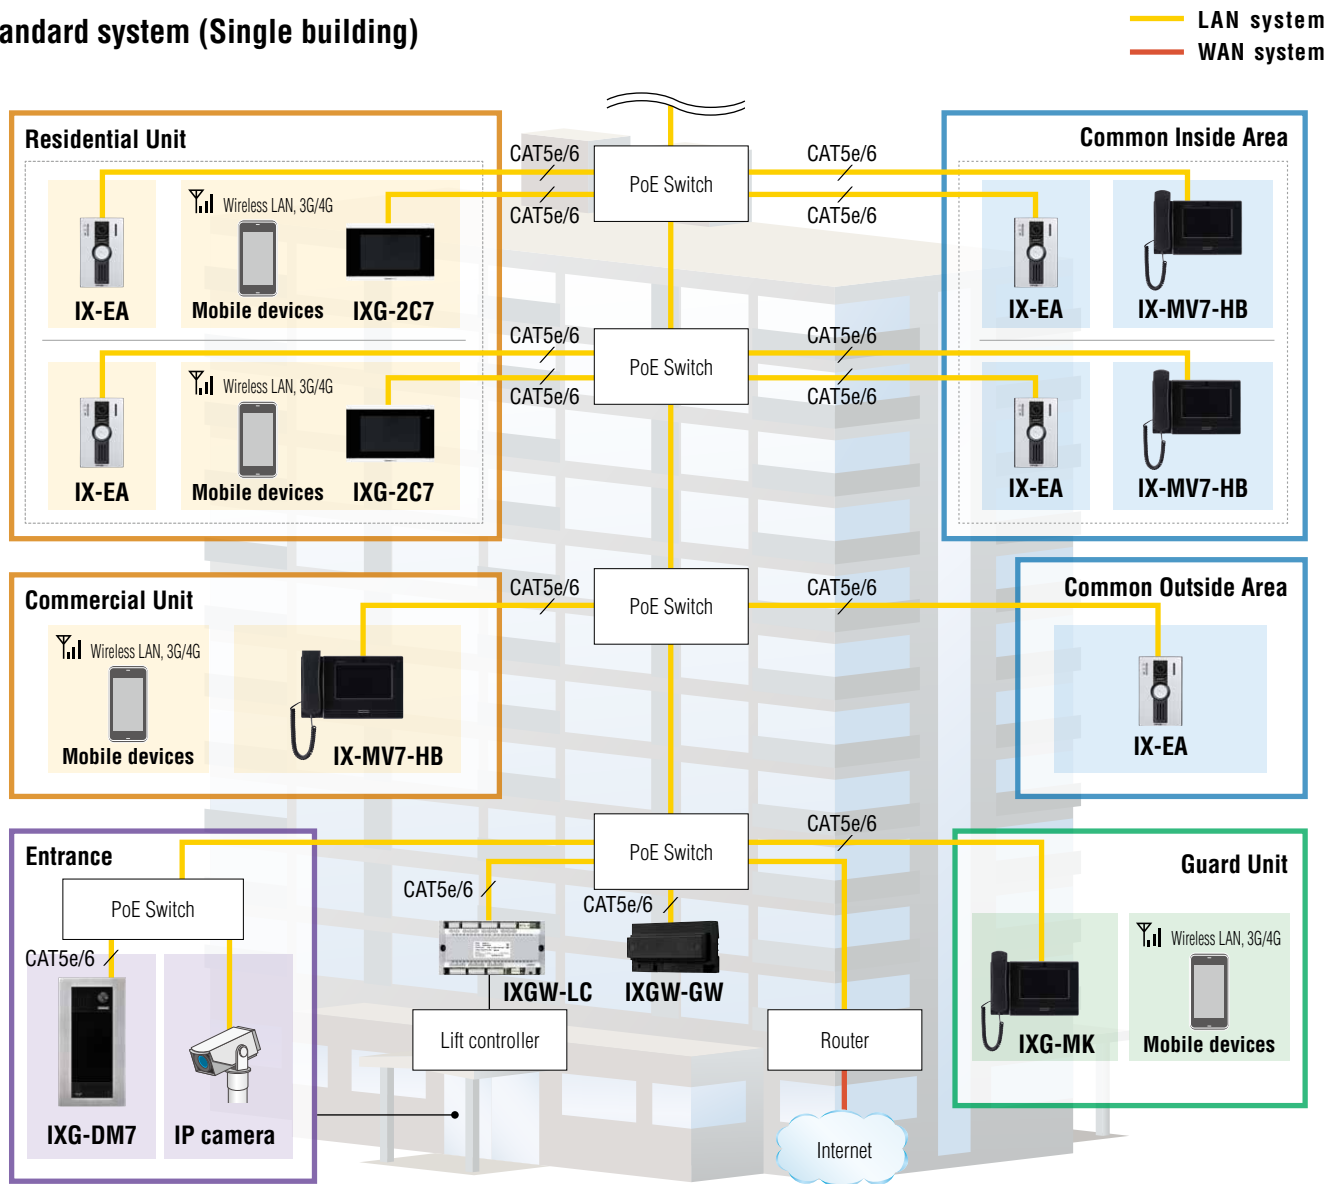 andard system (Single building)
LAN system
WAN system
Residential Unit
Common Inside Area
CAT5e/6
CAT5e/6
PoE Switch
Wireless LAN, 3G/4G
CAT5e/6
CAT5e/6
IX-EA
Mobile devices
IXG-2C7
IX-EA
IX-MV7-HB
CAT5e/6
CAT5e/6
PoE Switch
Wireless LAN, 3G/4G
CAT5e/6
CAT5e/6
IX-EA
Mobile devices
IXG-2C7
IX-EA
IX-MV7-HB
Commercial Unit
CAT5e/6
PoE Switch
CAT5e/6
Common Outside Area
Wireless LAN, 3G/4G
Mobile devices
IX-MV7-HB
IX-EA
Entrance
PoE Switch
CAT5e/6
Guard Unit
PoE Switch
CAT5e/6
CAT5e/6
CAT5e/6
Wireless LAN, 3G/4G
IXGW-LC
IXGW-GW
Lift controller
Router
IXG-MK
Mobile devices
IXG-DM7
IP camera
Internet